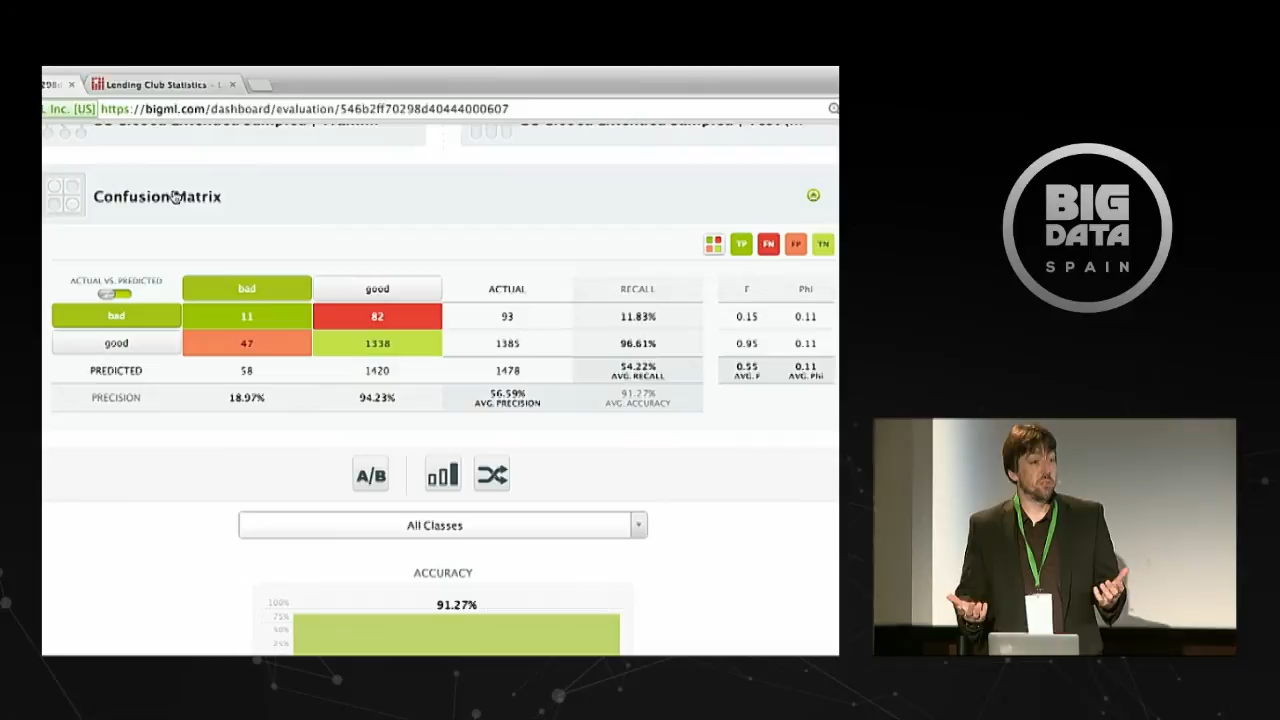 Lending Club Statistics
Inc. [US] https://bigml.com/dashboard/evaluation/546b2ff70298d40444000607
Confusion Matrix
TP FN FP TN
ACTUAL VS. PREDICTED bad good ACTUAL RECALL F Phi
bad 11 82 93 11.83% 0.15 0.11
good 47 1338 1385 96.61% 0.95 0.11
PREDICTED 58 1420 1478 54.22% AVG. RECALL 0.55 AVG. F 0.11 AVG. Phi
PRECISION 18.97% 94.23% 56.59% AVG. PRECISION 91.27% AVG. ACCURACY
A/B
All Classes
ACCURACY
100% 91.27%
75%
50%
25%
BIG
DATA
SPAIN